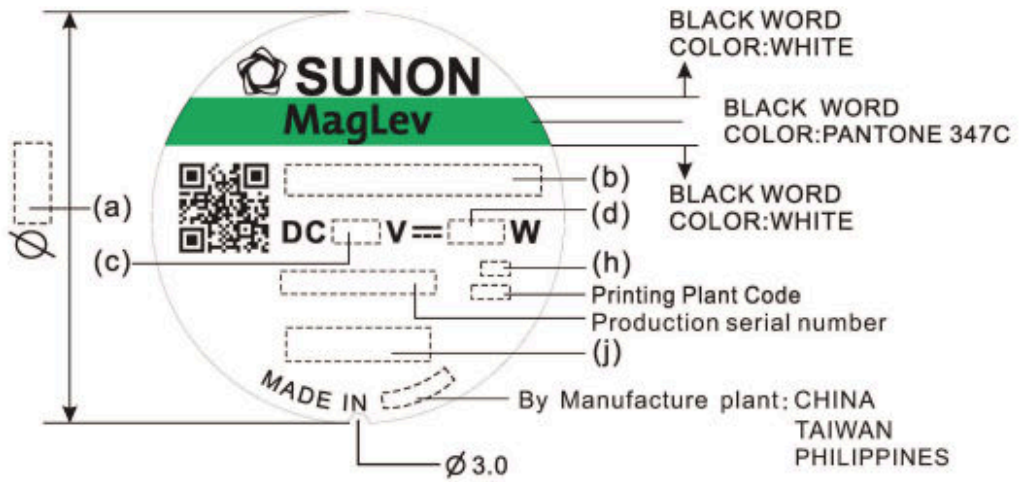 BLACK WORD
COLOR:WHITE
SUNON
MagLev
BLACK WORD
COLOR:PANTONE 347C
(b)
BLACK WORD
COLOR:WHITE
(a)
Ø
(d)
DC V⎓ W
(c)
(h)
Printing Plant Code
Production serial number
(j)
MADE IN
By Manufacture plant: CHINA
TAIWAN
PHILIPPINES
Ø 3.0